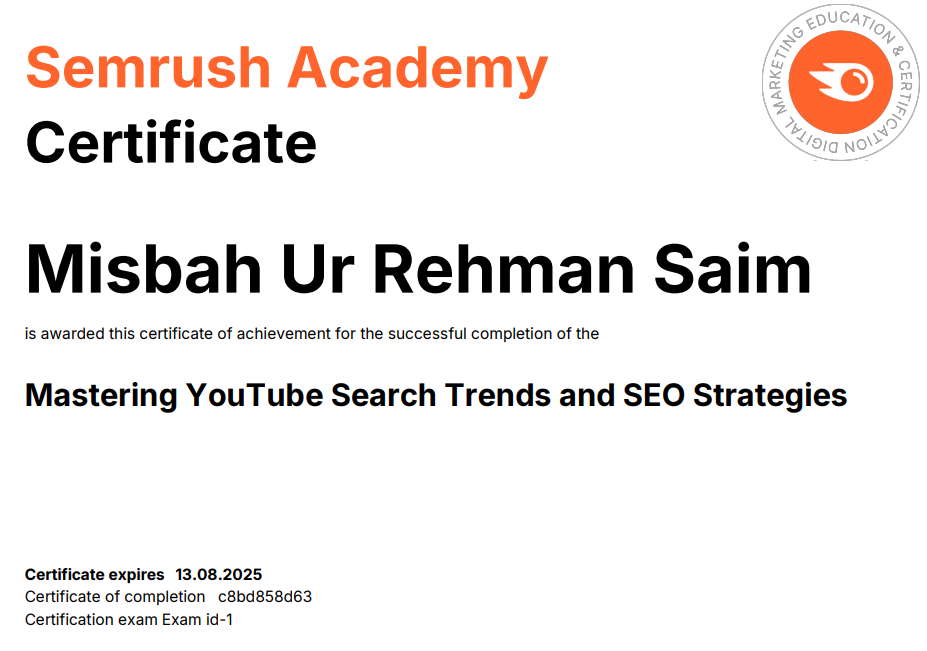 Semrush Academy
DIGITAL MARKETING EDUCATION & CERTIFICATION
Certificate
Misbah Ur Rehman Saim
is awarded this certificate of achievement for the successful completion of the
Mastering YouTube Search Trends and SEO Strategies
Certificate expires 13.08.2025
Certificate of completion c8bd858d63
Certification exam Exam id-1